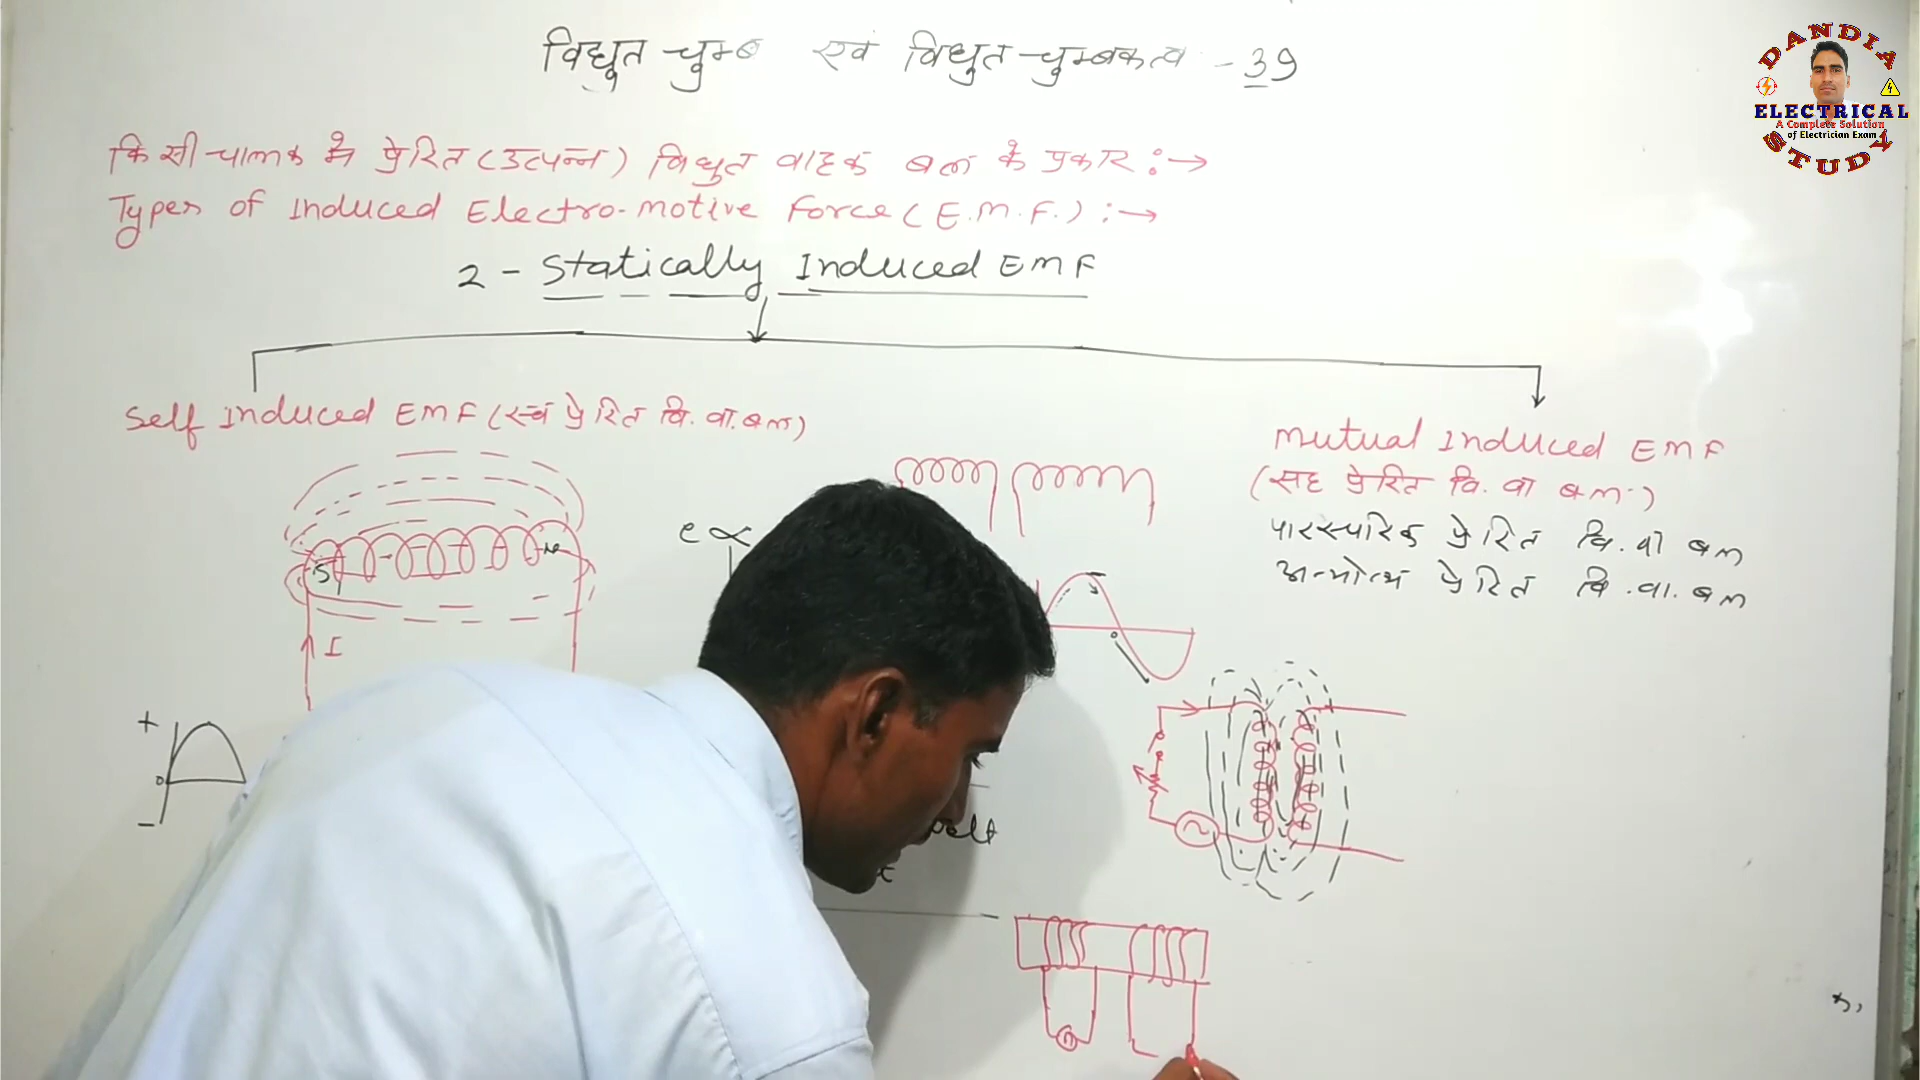 विधुत-चुम्ब एवं विधुत-चुम्बकत्व - 39
DANDIA
ELECTRICAL
A Complete Solution
of Electrician Exam
STUDY
किसी चालक में प्रेरित (उत्पन्न) विधुत वाहक बल के प्रकार :→
Types of Induced Electro-motive Force (E.M.F.) :→
2 - Statically Induced EMF
Self Induced EMF (स्वं प्रेरित वि. वा. बल)
mutual Induced EMF
(सह प्रेरित वि. वा बल.)
पारस्परिक प्रेरित वि. वा बल
अन्योन्य प्रेरित वि. वा. बल
e ∝
S
I
+
0
-